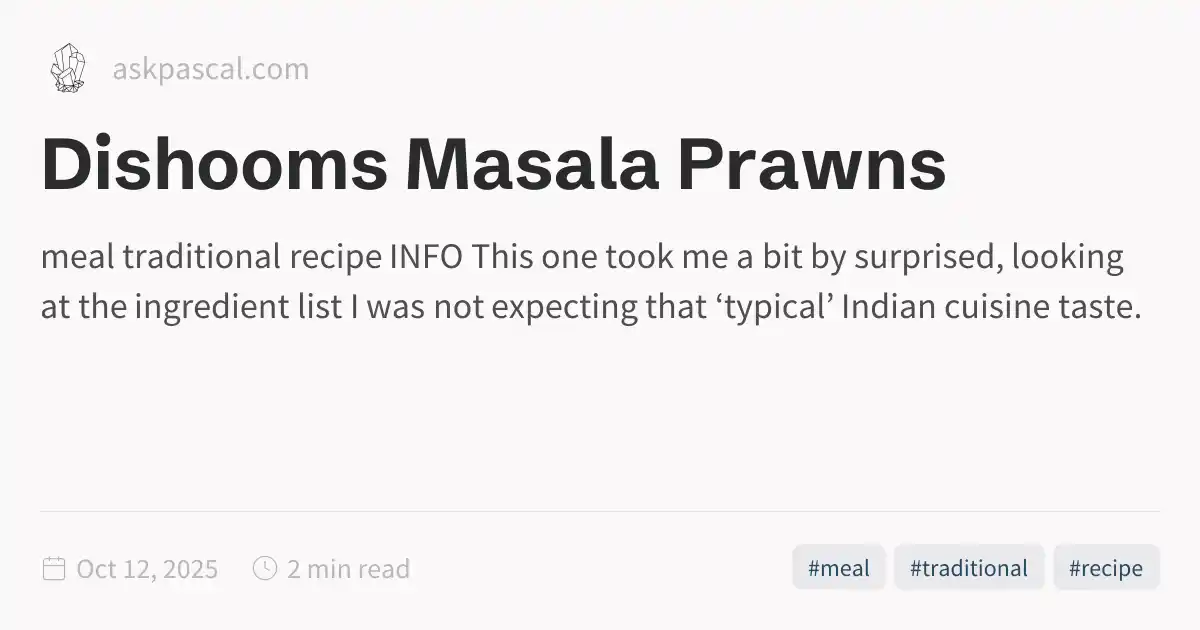 askpascal.com
Dishooms Masala Prawns
meal traditional recipe INFO This one took me a bit by surprised, looking
at the ingredient list I was not expecting that ‘typical’ Indian cuisine taste.
Oct 12, 2025
2 min read
#meal
#traditional
#recipe